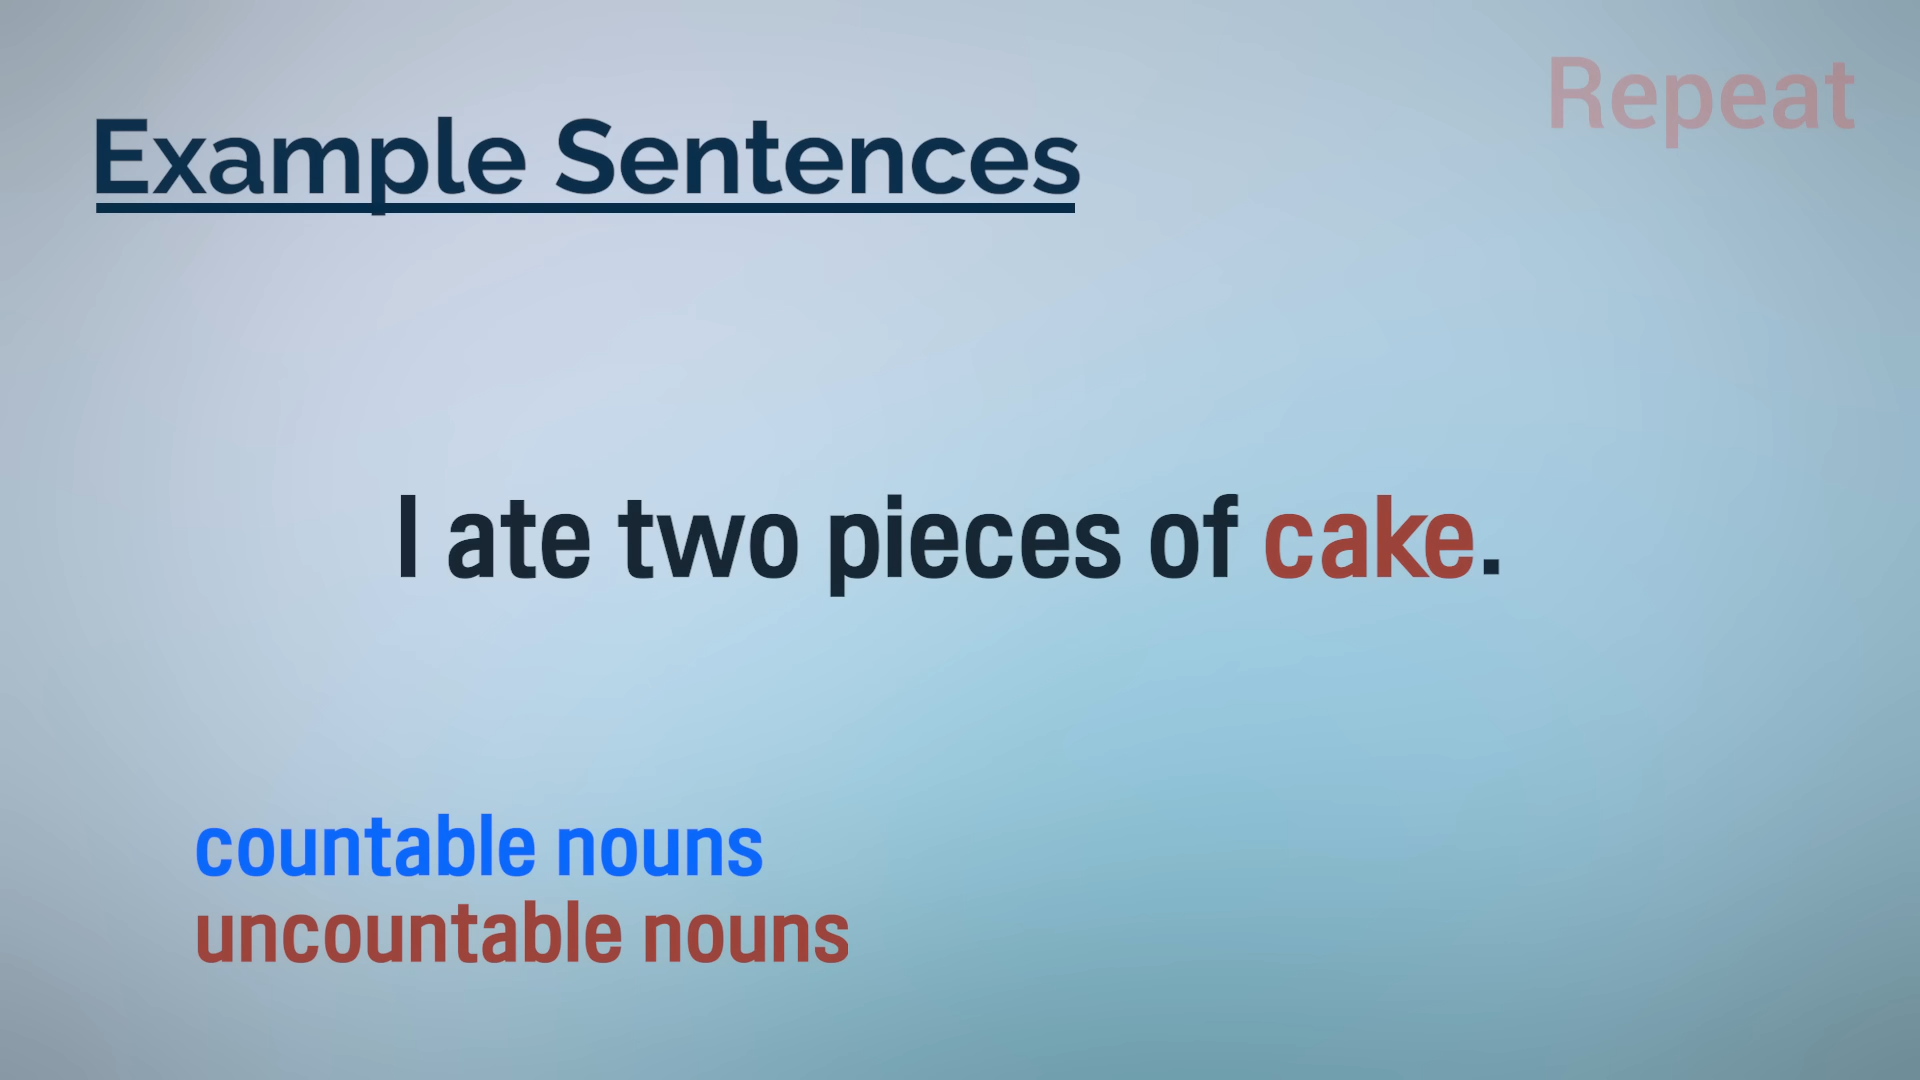 Repeat
Example Sentences
I ate two pieces of cake.
countable nouns
uncountable nouns